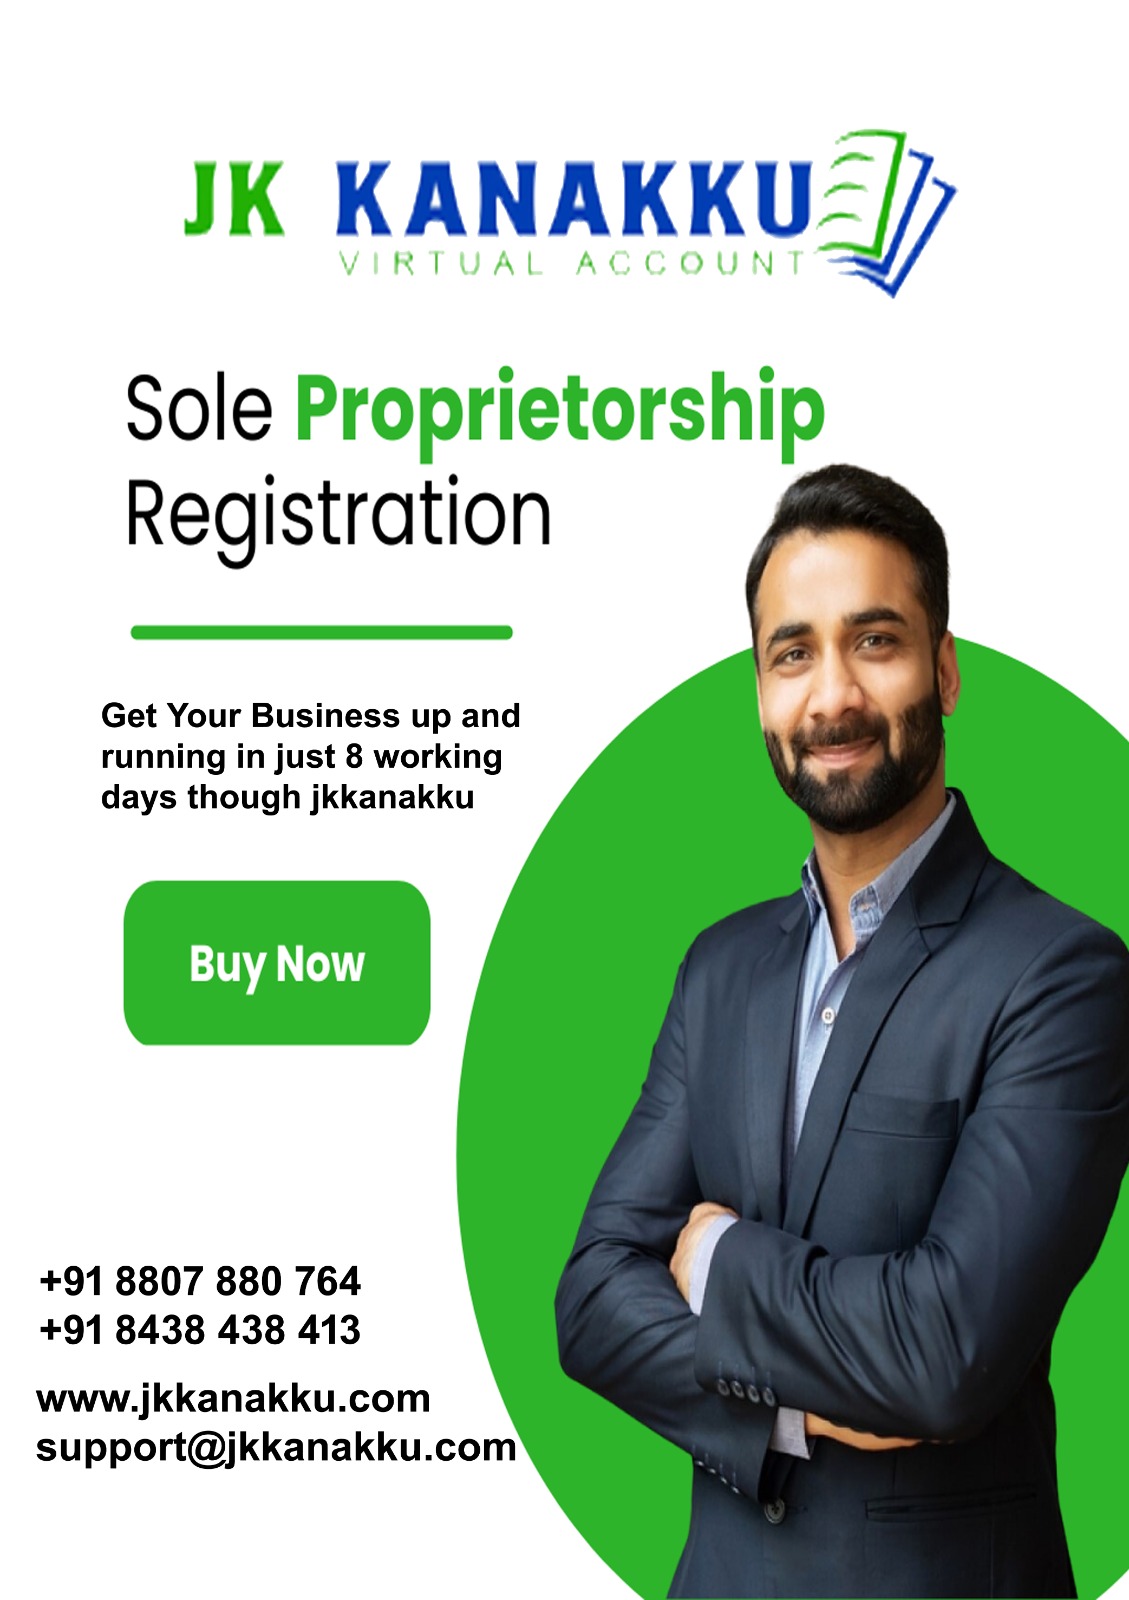 JK KANAKKU
VIRTUAL ACCOUNT
Sole Proprietorship
Registration
Get Your Business up and
running in just 8 working
days though jkkanakku
Buy Now
+91 8807 880 764
+91 8438 438 413
www.jkkanakku.com
support@jkkanakku.com